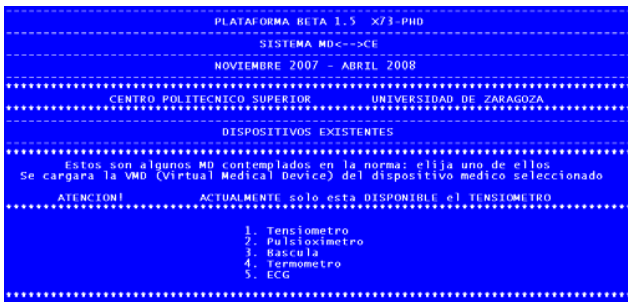 PLATAFORMA BETA 1.5 X73-PHD
SISTEMA MD<-->CE
NOVIEMBRE 2007 - ABRIL 2008
CENTRO POLITECNICO SUPERIOR UNIVERSIDAD DE ZARAGOZA
DISPOSITIVOS EXISTENTES
Estos son algunos MD contemplados en la norma: elija uno de ellos
Se cargara la VMD (Virtual Medical Device) del dispositivo medico seleccionado
ATENCION! ACTUALMENTE solo esta DISPONIBLE el TENSIOMETRO
1. Tensiometro
2. Pulsioximetro
3. Bascula
4. Termometro
5. ECG